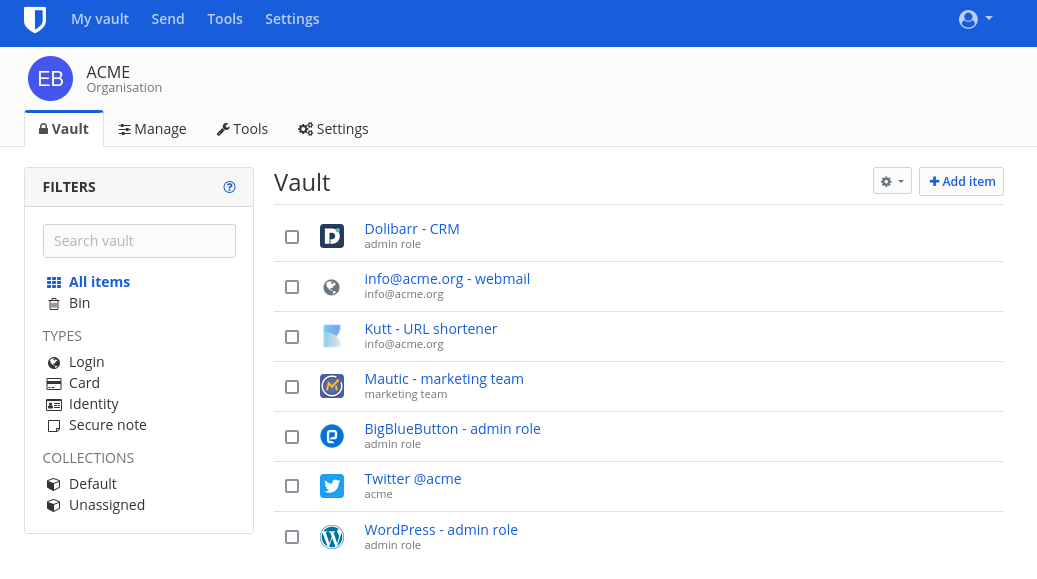 My vault Send Tools Settings
EB
ACME
Organisation
Vault Manage Tools Settings
FILTERS
Search vault
All items
Bin
TYPES
Login
Card
Identity
Secure note
COLLECTIONS
Default
Unassigned
Vault
Add item
Dolibarr - CRM
admin role
info@acme.org - webmail
info@acme.org
Kutt - URL shortener
info@acme.org
Mautic - marketing team
marketing team
BigBlueButton - admin role
admin role
Twitter @acme
acme
WordPress - admin role
admin role